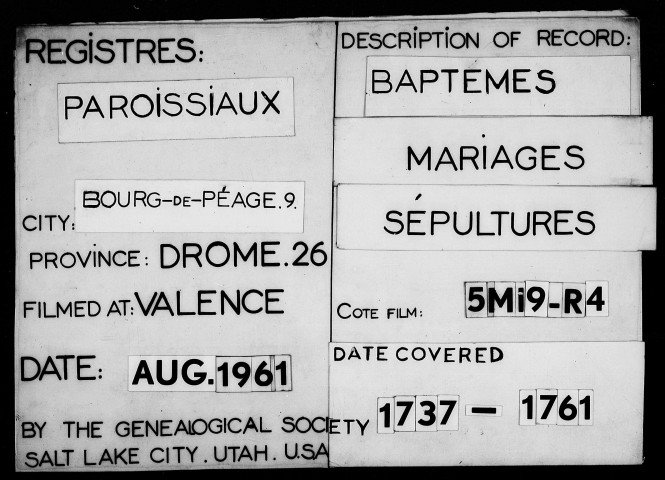 REGISTRES:
PAROISSIAUX
CITY: BOURG-DE-PÉAGE.9.
PROVINCE: DROME.26
FILMED AT: VALENCE
DATE: AUG.1961
BY THE GENEALOGICAL SOCIETY
SALT LAKE CITY. UTAH. U.SA
DESCRIPTION OF RECORD:
BAPTEMES
MARIAGES
SÉPULTURES
COTE FILM: 5Mi9-R4
DATE COVERED
1737 - 1761